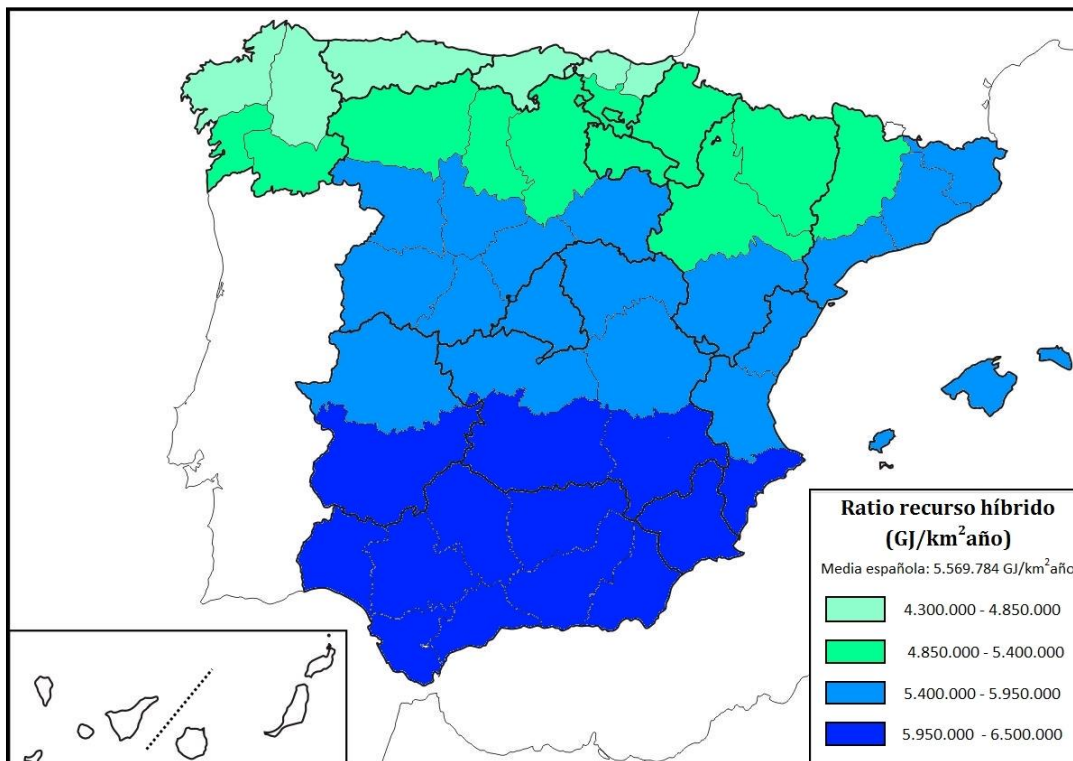 Ratio recurso híbrido
(GJ/km²año)
Media española: 5.569.784 GJ/km²año
4.300.000 - 4.850.000
4.850.000 - 5.400.000
5.400.000 - 5.950.000
5.950.000 - 6.500.000